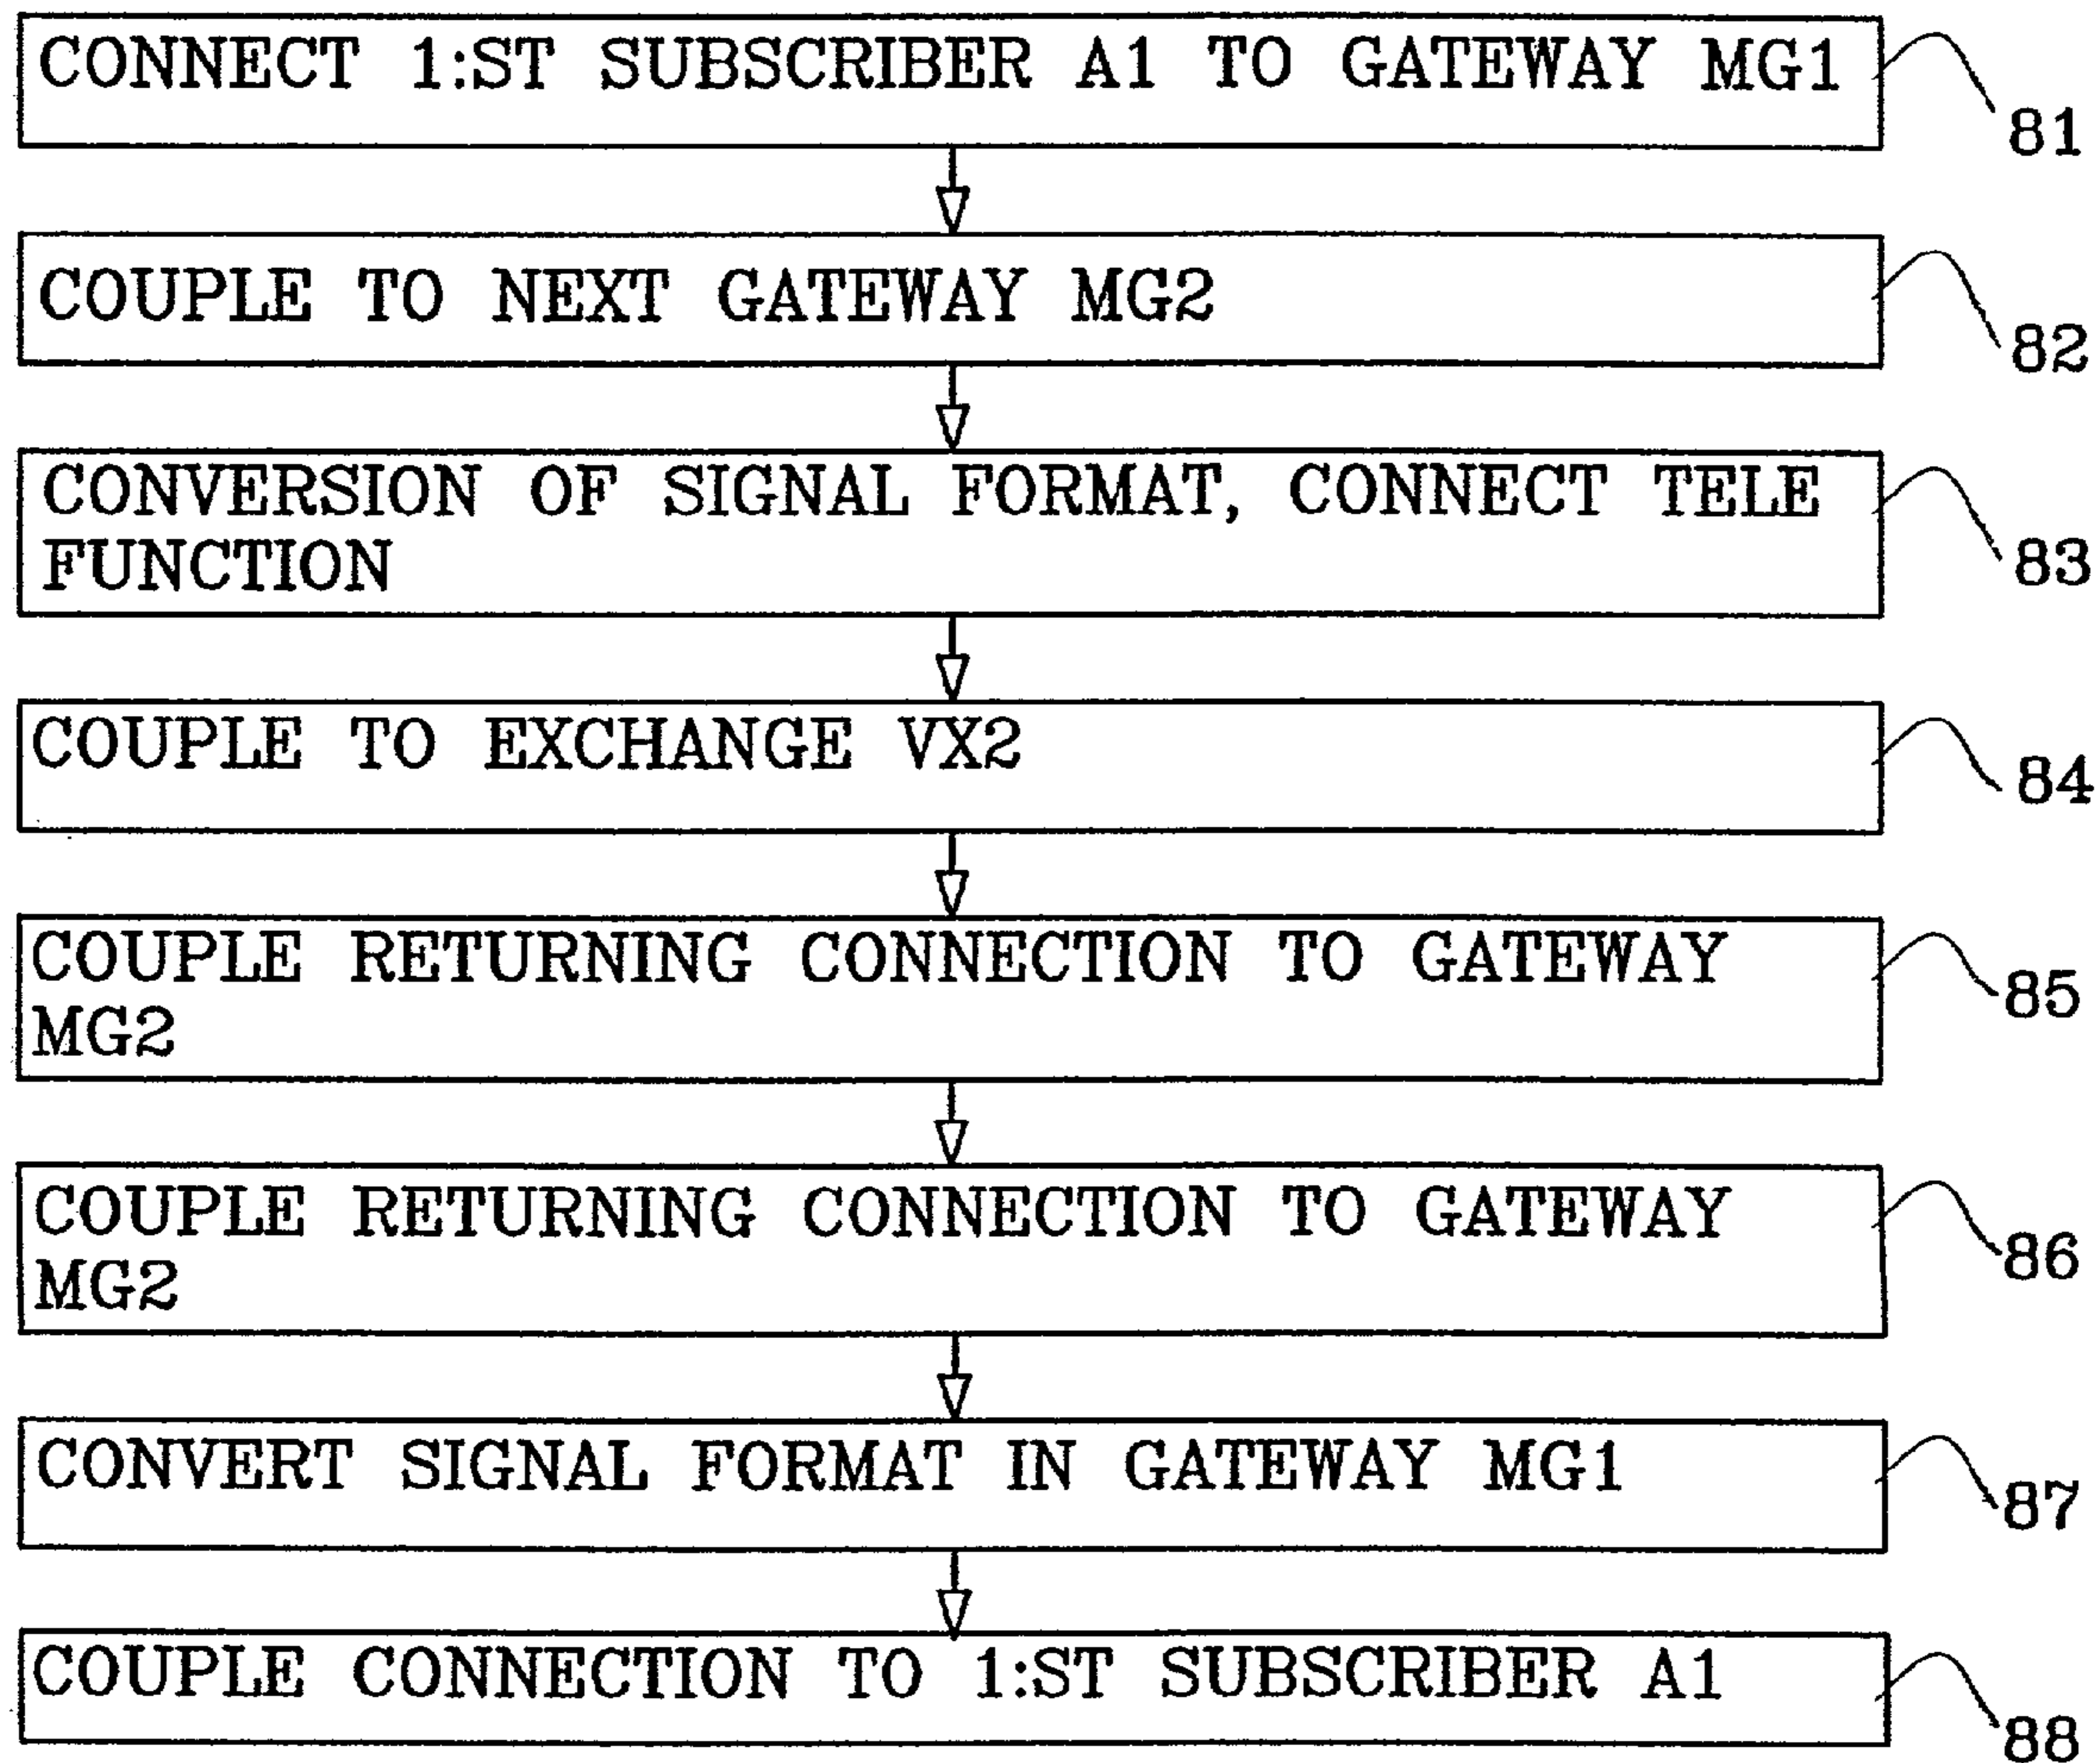 CONNECT 1:ST SUBSCRIBER A1 TO GATEWAY MG1
81
COUPLE TO NEXT GATEWAY MG2
82
CONVERSION OF SIGNAL FORMAT, CONNECT TELE
FUNCTION
83
COUPLE TO EXCHANGE VX2
84
COUPLE RETURNING CONNECTION TO GATEWAY
MG2
85
COUPLE RETURNING CONNECTION TO GATEWAY
MG2
86
CONVERT SIGNAL FORMAT IN GATEWAY MG1
87
COUPLE CONNECTION TO 1:ST SUBSCRIBER A1
88